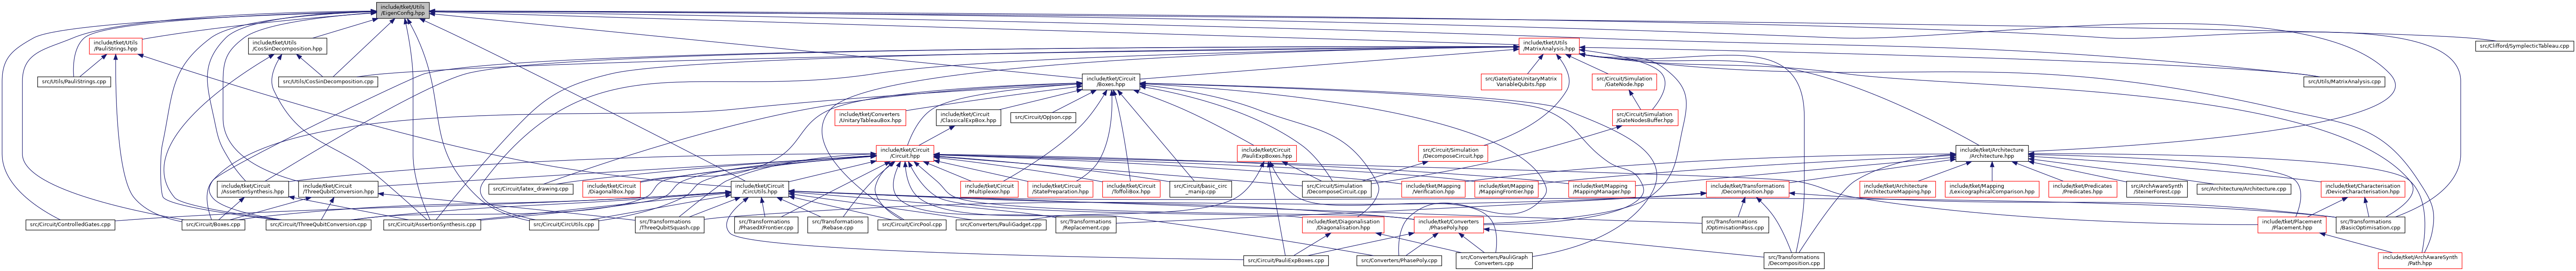 include/tket/Utils
/EigenConfig.hpp
include/tket/Utils
/PauliStrings.hpp
include/tket/Utils
/CosSinDecomposition.hpp
include/tket/Utils
/MatrixAnalysis.hpp
src/Clifford/SymplecticTableau.cpp
src/Utils/PauliStrings.cpp
src/Utils/CosSinDecomposition.cpp
include/tket/Circuit
/Boxes.hpp
src/Gate/GateUnitaryMatrix
VariableQubits.hpp
src/Circuit/Simulation
/GateNode.hpp
src/Utils/MatrixAnalysis.cpp
include/tket/Converters
/UnitaryTableauBox.hpp
include/tket/Circuit
/ClassicalExpBox.hpp
src/Circuit/OpJson.cpp
src/Circuit/Simulation
/GateNodesBuffer.hpp
include/tket/Circuit
/Circuit.hpp
include/tket/Circuit
/PauliExpBoxes.hpp
src/Circuit/Simulation
/DecomposeCircuit.hpp
include/tket/Architecture
/Architecture.hpp
include/tket/Circuit
/AssertionSynthesis.hpp
include/tket/Circuit
/ThreeQubitConversion.hpp
src/Circuit/latex_drawing.cpp
include/tket/Circuit
/DiagonalBox.hpp
include/tket/Circuit
/CircUtils.hpp
include/tket/Circuit
/Multiplexor.hpp
include/tket/Circuit
/StatePreparation.hpp
include/tket/Circuit
/ToffoliBox.hpp
src/Circuit/basic_circ
_manip.cpp
src/Circuit/Simulation
/DecomposeCircuit.cpp
include/tket/Mapping
/Verification.hpp
include/tket/Mapping
/MappingFrontier.hpp
include/tket/Mapping
/MappingManager.hpp
include/tket/Transformations
/Decomposition.hpp
include/tket/Architecture
/ArchitectureMapping.hpp
include/tket/Mapping
/LexicographicalComparison.hpp
include/tket/Predicates
/Predicates.hpp
src/ArchAwareSynth
/SteinerForest.cpp
src/Architecture/Architecture.cpp
include/tket/Characterisation
/DeviceCharacterisation.hpp
src/Circuit/ControlledGates.cpp
src/Circuit/Boxes.cpp
src/Circuit/ThreeQubitConversion.cpp
src/Circuit/AssertionSynthesis.cpp
src/Circuit/CircUtils.cpp
src/Transformations
/ThreeQubitSquash.cpp
src/Transformations
/PhasedXFrontier.cpp
src/Transformations
/Rebase.cpp
src/Circuit/CircPool.cpp
src/Converters/PauliGadget.cpp
src/Transformations
/Replacement.cpp
include/tket/Diagonalisation
/Diagonalisation.hpp
include/tket/Converters
/PhasePoly.hpp
src/Transformations
/OptimisationPass.cpp
include/tket/Placement
/Placement.hpp
src/Transformations
/BasicOptimisation.cpp
src/Circuit/PauliExpBoxes.cpp
src/Converters/PhasePoly.cpp
src/Converters/PauliGraph
Converters.cpp
src/Transformations
/Decomposition.cpp
include/tket/ArchAwareSynth
/Path.hpp